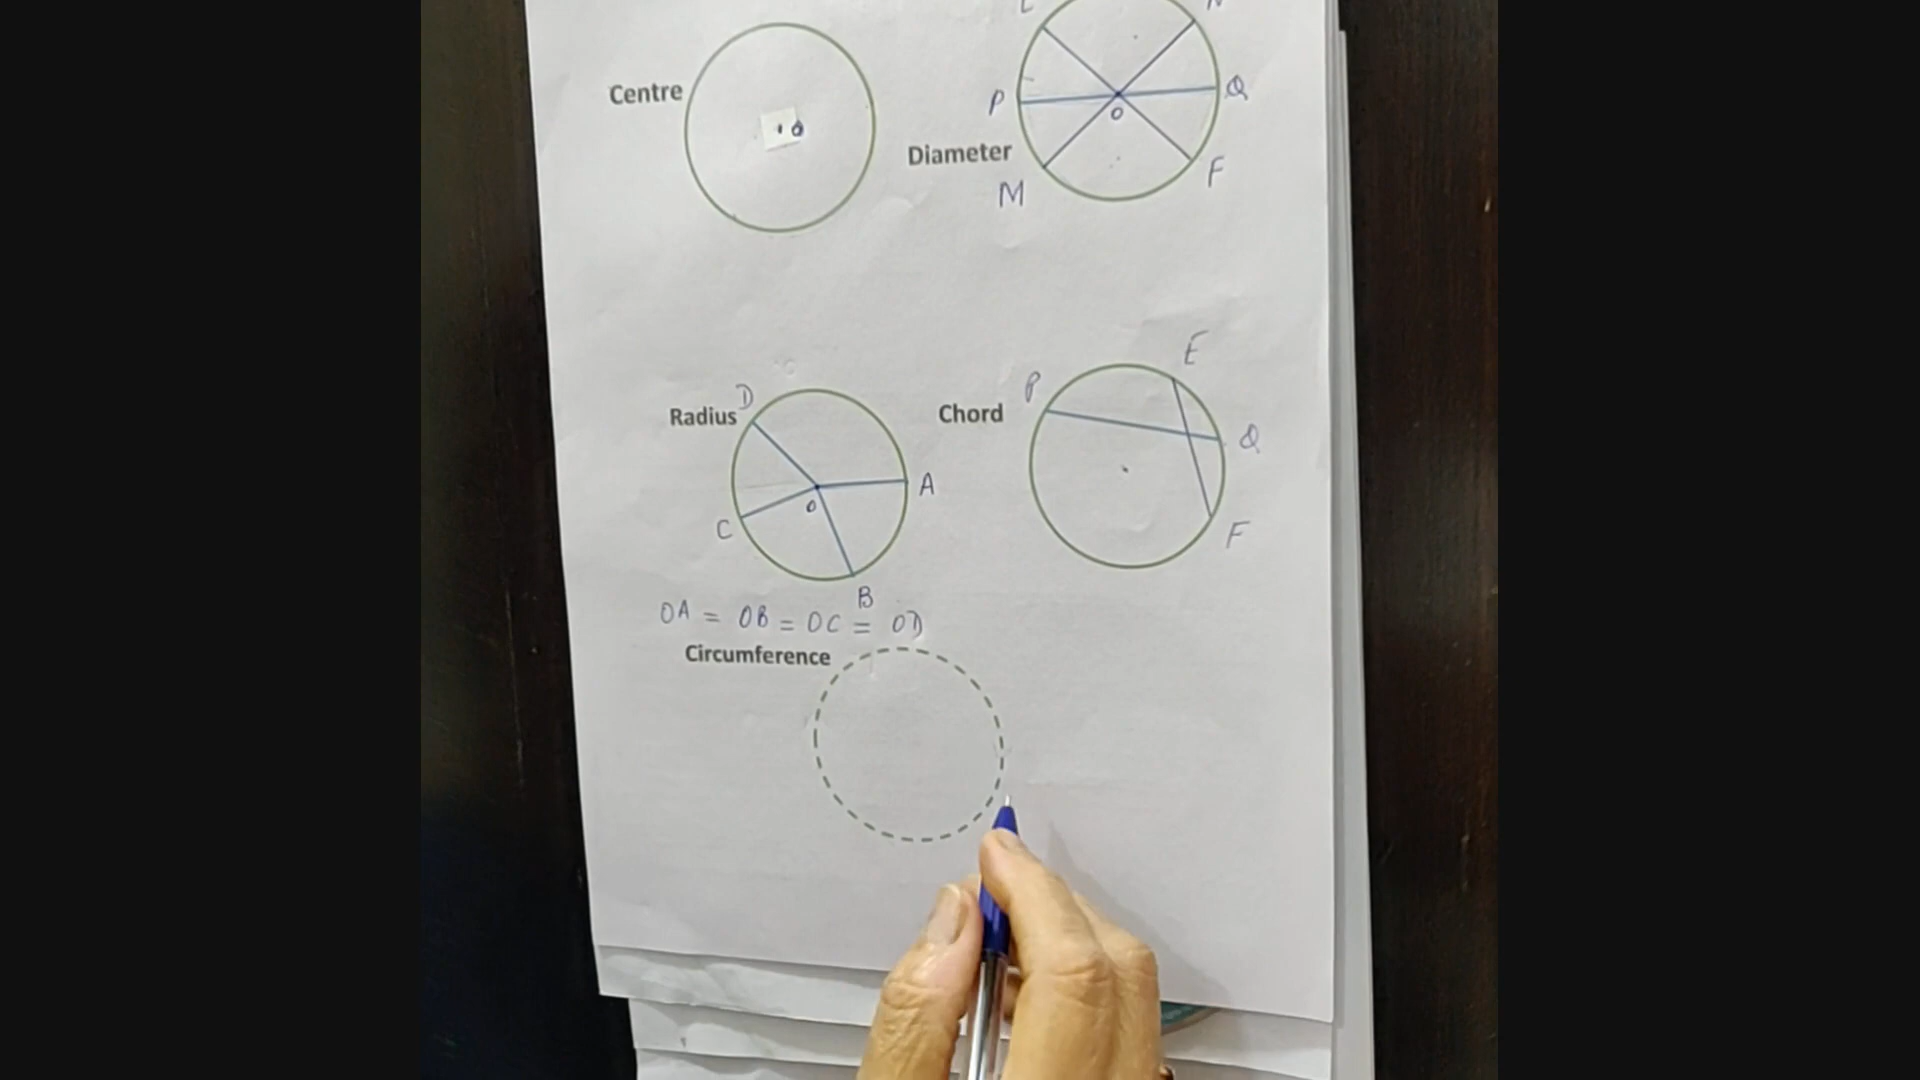 Centre
O
L
N
P
Q
O
Diameter
M
F
D
Radius
A
O
C
B
E
P
Chord
Q
F
OA = OB = OC = OD
Circumference